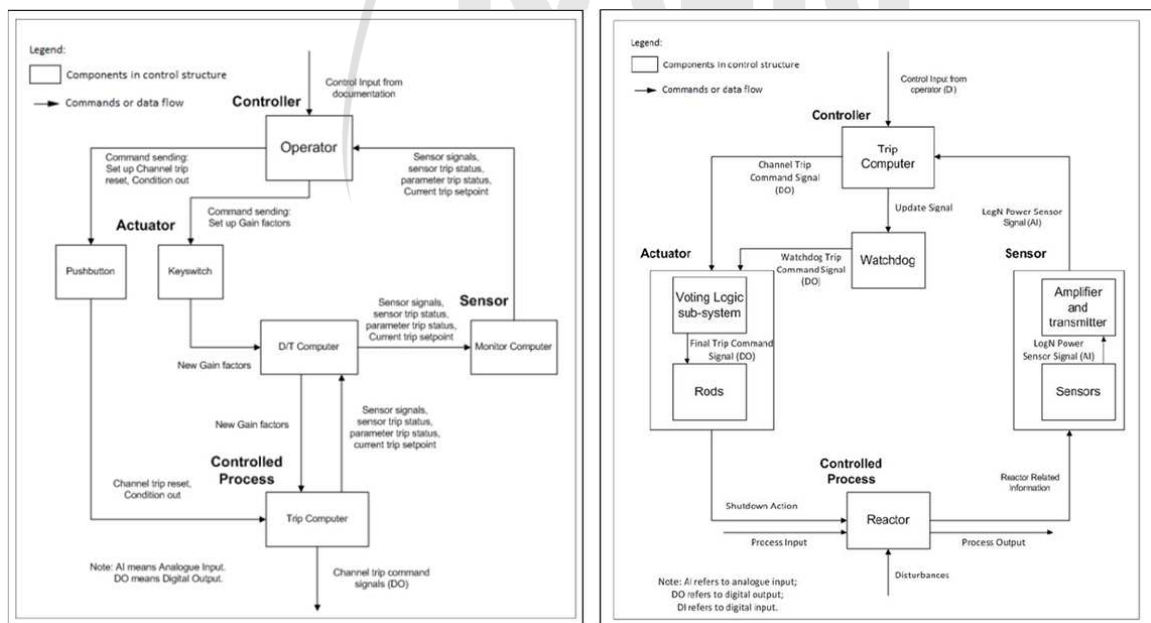 Legend:
Components in control structure
Commands or data flow
Control Input from
documentation
Controller
Operator
Command sending:
Set up Channel trip
reset, Condition out
Sensor signals,
sensor trip status,
parameter trip status,
Current trip setpoint
Command sending:
Set up Gain factors
Actuator
Pushbutton
Keyswitch
Sensor signals,
sensor trip status,
parameter trip status,
Current trip setpoint
Sensor
D/T Computer
Monitor Computer
New Gain factors
New Gain factors
Sensor signals,
sensor trip status,
parameter trip status,
current trip setpoint
Controlled
Process
Channel trip reset,
Condition out
Trip Computer
Note: AI means Analogue Input.
DO means Digital Output.
Channel trip command
signals (DO)
Legend:
Components in control structure
Commands or data flow
Control Input from
operator (DI)
Controller
Trip
Computer
Channel Trip
Command Signal
(DO)
Update Signal
LogN Power Sensor
Signal (AI)
Actuator
Watchdog Trip
Command Signal
(DO)
Watchdog
Sensor
Voting Logic
sub-system
Final Trip Command
Signal (DO)
Rods
Amplifier
and
transmitter
LogN Power
Sensor Signal (AI)
Sensors
Controlled
Process
Reactor Related
Information
Shutdown Action
Reactor
Process Input
Process Output
Disturbances
Note: AI refers to analogue input;
DO refers to digital output;
DI refers to digital input.